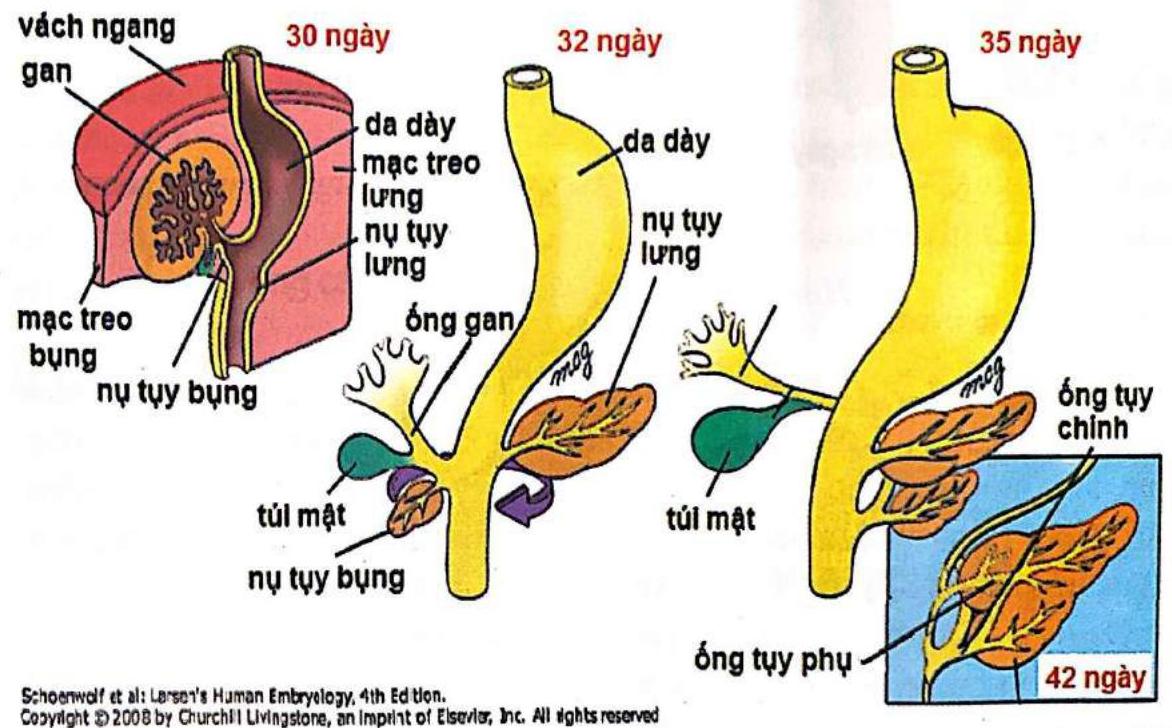 vách ngang
gan
30 ngày
da dày
mạc treo
lưng
nụ tụy
lưng
mạc treo
bụng
nụ tụy bụng
32 ngày
da dày
nụ tụy
lưng
ống gan
mog
túi mật
nụ tụy bụng
35 ngày
mog
túi mật
ống tụy
chính
ống tụy phụ
42 ngày
Schoenwolf et al: Larsen's Human Embryology, 4th Edition.
Copyright © 2008 by Churchill Livingstone, an imprint of Elsevier, Inc. All rights reserved